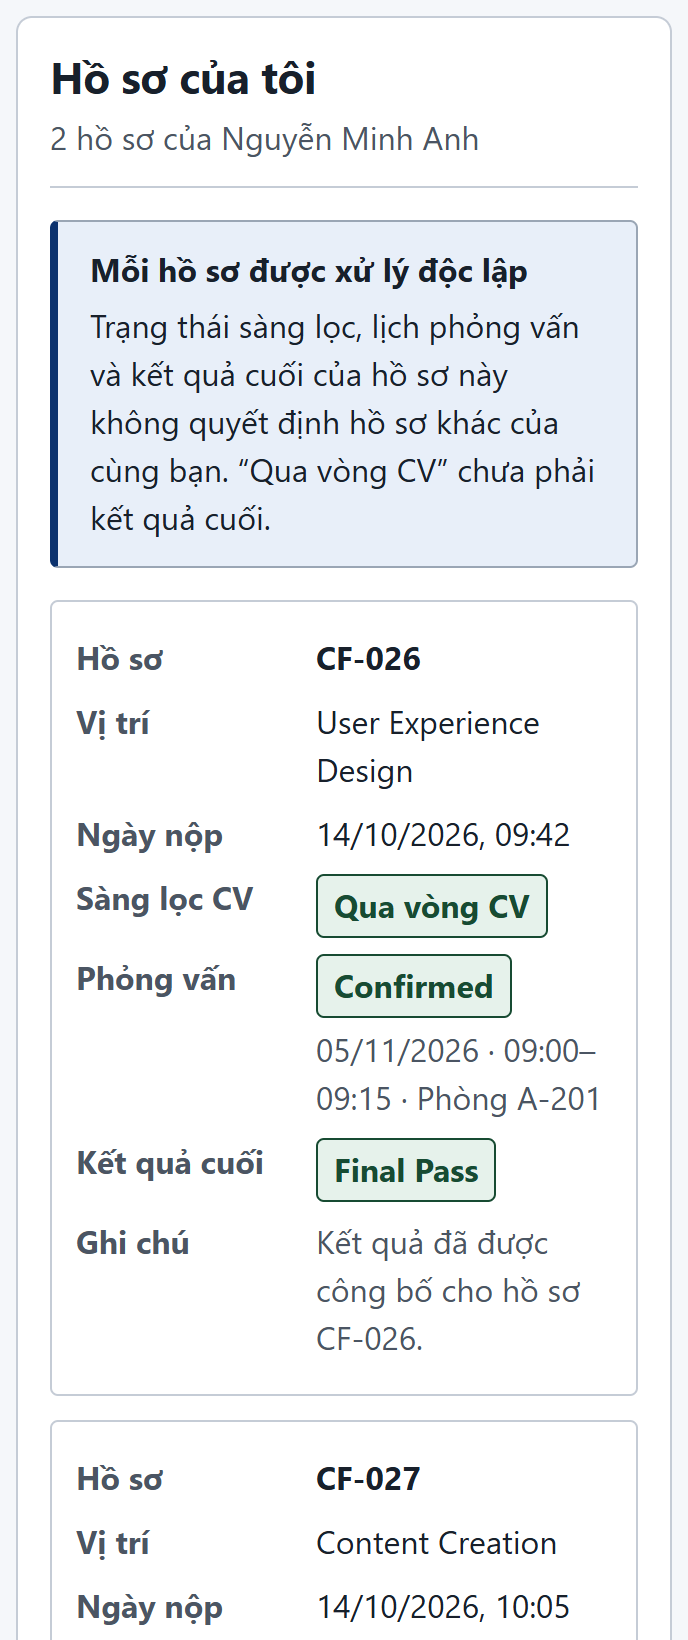 Hồ sơ của tôi
2 hồ sơ của Nguyễn Minh Anh
Mỗi hồ sơ được xử lý độc lập
Trạng thái sàng lọc, lịch phỏng vấn
và kết quả cuối của hồ sơ này
không quyết định hồ sơ khác của
cùng bạn. “Qua vòng CV” chưa phải
kết quả cuối.
Hồ sơ CF-026
Vị trí User Experience
Design
Ngày nộp 14/10/2026, 09:42
Sàng lọc CV Qua vòng CV
Phỏng vấn Confirmed
05/11/2026 · 09:00–
09:15 · Phòng A-201
Kết quả cuối Final Pass
Ghi chú Kết quả đã được
công bố cho hồ sơ
CF-026.
Hồ sơ CF-027
Vị trí Content Creation
Ngày nộp 14/10/2026, 10:05